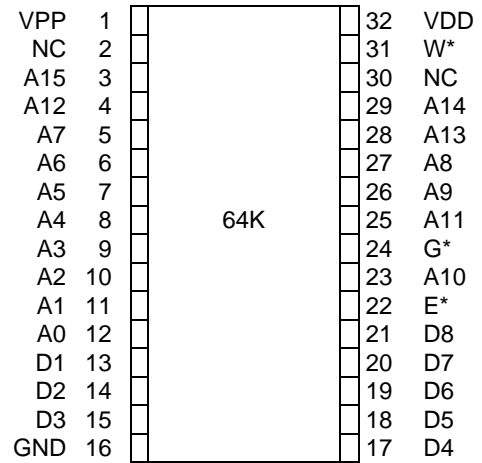 VPP 1 32 VDD
NC 2 31 W*
A15 3 30 NC
A12 4 29 A14
A7 5 28 A13
A6 6 27 A8
A5 7 26 A9
A4 8 64K 25 A11
A3 9 24 G*
A2 10 23 A10
A1 11 22 E*
A0 12 21 D8
D1 13 20 D7
D2 14 19 D6
D3 15 18 D5
GND 16 17 D4